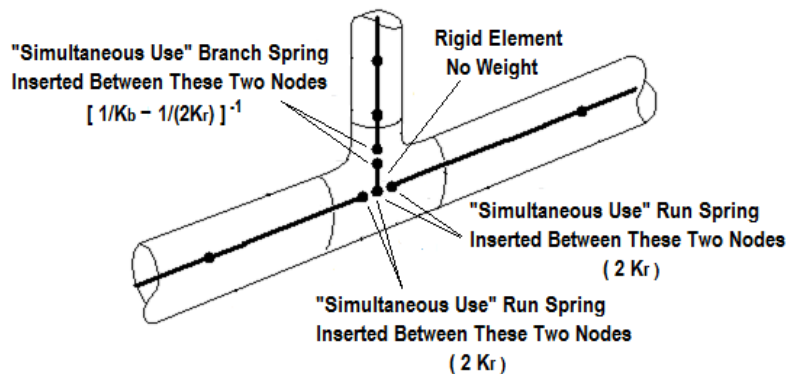 "Simultaneous Use" Branch Spring
Inserted Between These Two Nodes
[ 1/Kb − 1/(2Kr) ]⁻¹
Rigid Element
No Weight
"Simultaneous Use" Run Spring
Inserted Between These Two Nodes
( 2 Kr )
"Simultaneous Use" Run Spring
Inserted Between These Two Nodes
( 2 Kr )